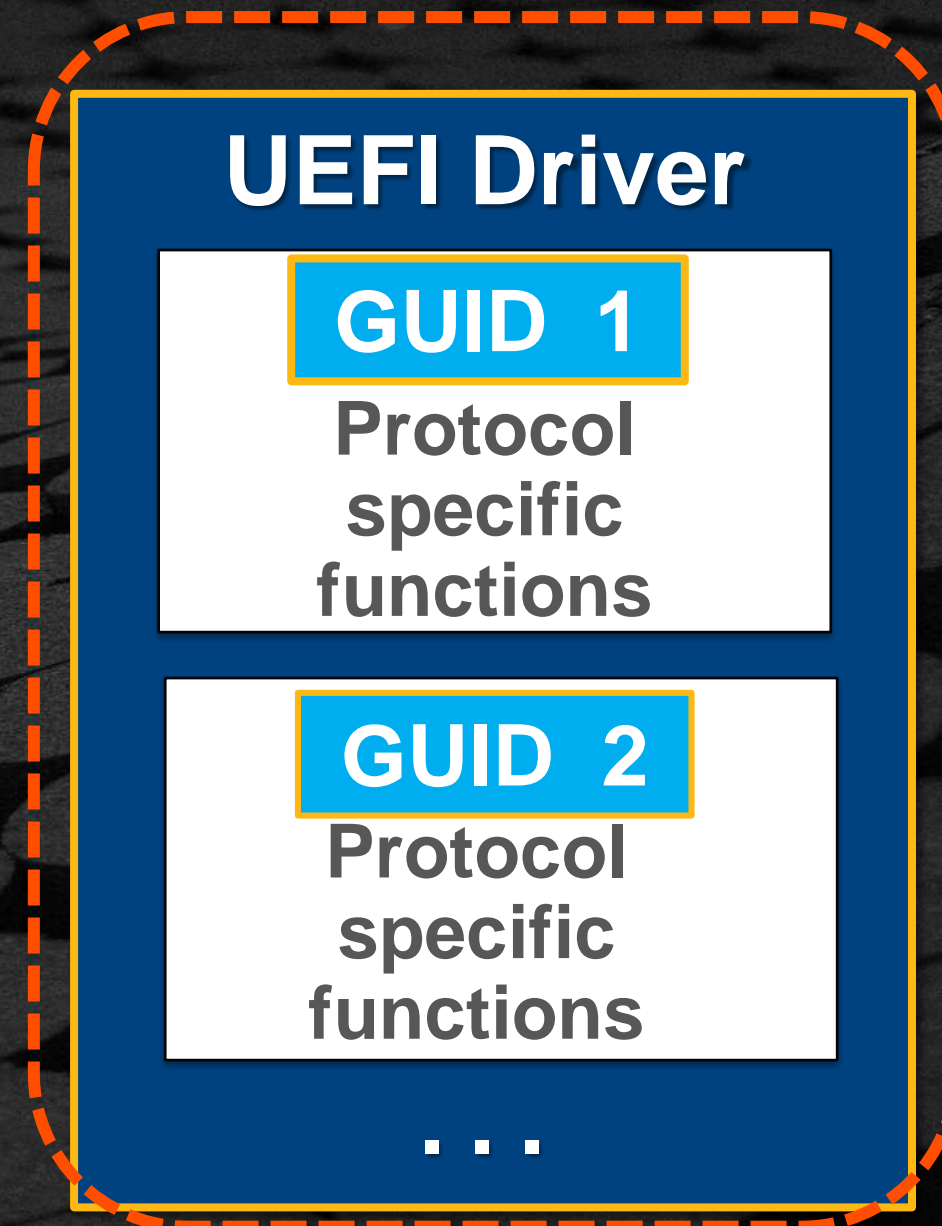 UEFI Driver
GUID 1
Protocol
specific
functions
GUID 2
Protocol
specific
functions
. . .